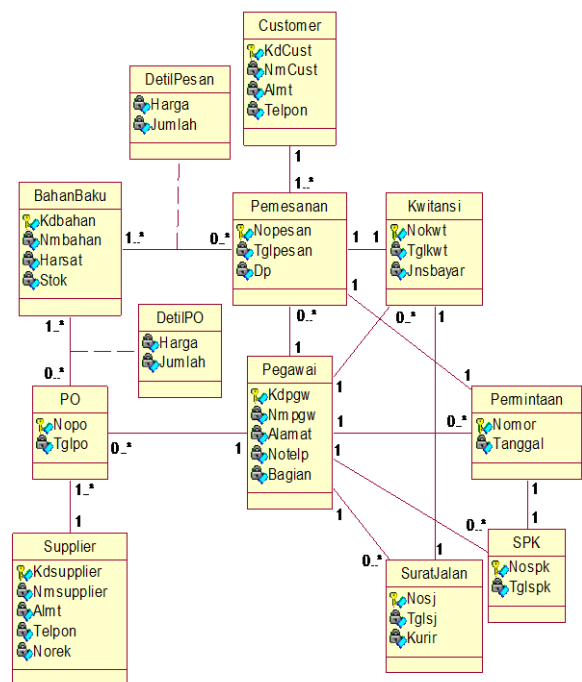 Customer
KdCust
NmCust
Almt
Telpon
DetilPesan
Harga
Jumlah
1
1..*
BahanBaku
Kdbahan
Nmbahan
Harsat
Stok
1..*
0..*
Pemesanan
Nopesan
Tglpesan
Dp
1
1
Kwitansi
Nokwt
Tglkwt
Jnsbayar
1..*
0..*
1
0..*
1
DetilPO
Harga
Jumlah
0..*
1
1
Pegawai
Kdpgw
Nmpgw
Alamat
Notelp
Bagian
1
PO
Nopo
Tglpo
0..*
1
1
0..*
1
Permintaan
Nomor
Tanggal
1..*
1
1
0..*
1
1
0..*
1
SPK
Nospk
Tglspk
Supplier
Kdsupplier
Nmsupplier
Almt
Telpon
Norek
SuratJalan
Nosj
Tglsj
Kurir